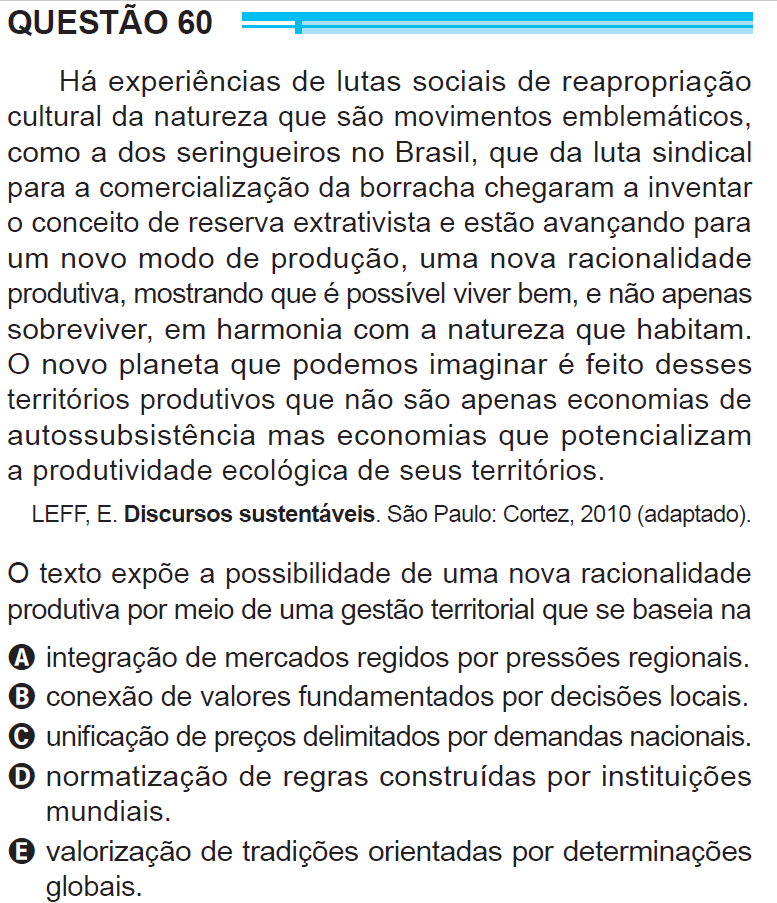 QUESTÃO 60
Há experiências de lutas sociais de reapropriação
cultural da natureza que são movimentos emblemáticos,
como a dos seringueiros no Brasil, que da luta sindical
para a comercialização da borracha chegaram a inventar
o conceito de reserva extrativista e estão avançando para
um novo modo de produção, uma nova racionalidade
produtiva, mostrando que é possível viver bem, e não apenas
sobreviver, em harmonia com a natureza que habitam.
O novo planeta que podemos imaginar é feito desses
territórios produtivos que não são apenas economias de
autossubsistência mas economias que potencializam
a produtividade ecológica de seus territórios.
LEFF, E. Discursos sustentáveis. São Paulo: Cortez, 2010 (adaptado).
O texto expõe a possibilidade de uma nova racionalidade
produtiva por meio de uma gestão territorial que se baseia na
A integração de mercados regidos por pressões regionais.
B conexão de valores fundamentados por decisões locais.
C unificação de preços delimitados por demandas nacionais.
D normatização de regras construídas por instituições
mundiais.
E valorização de tradições orientadas por determinações
globais.